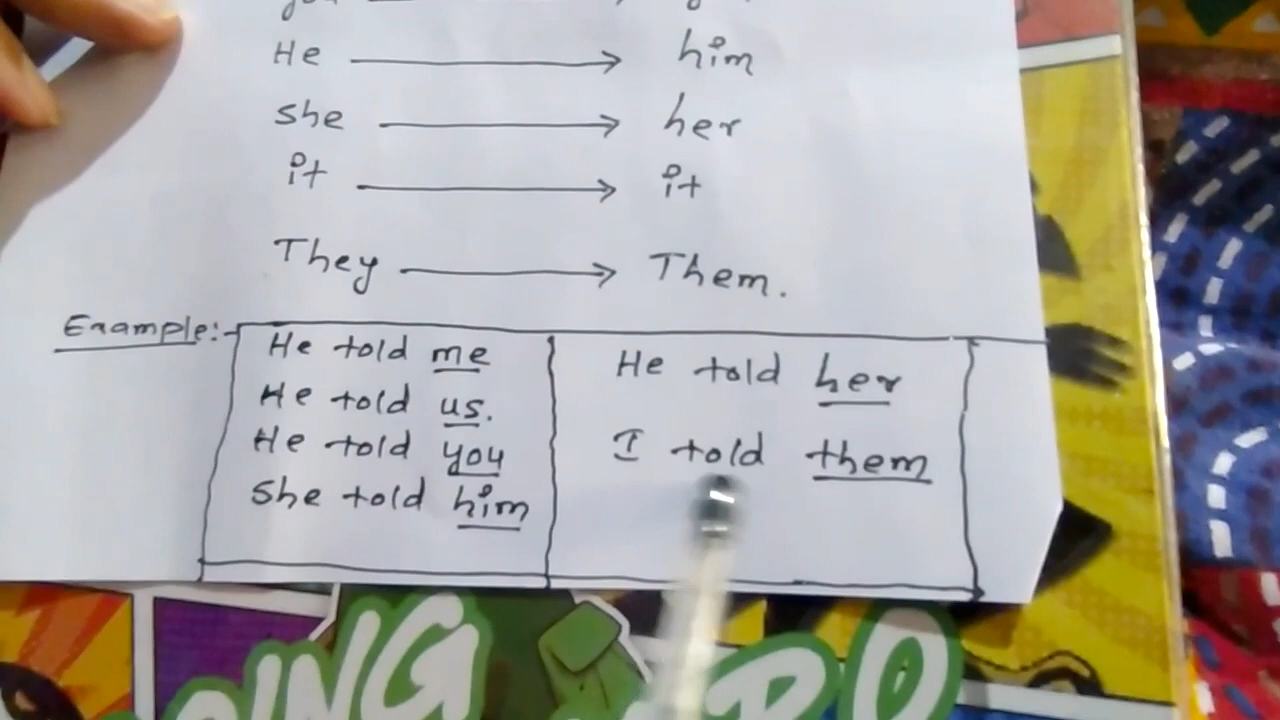 He → him
she → her
it → it
They → Them.
Example:-
He told me
He told us.
He told you
She told him
He told her
I told them